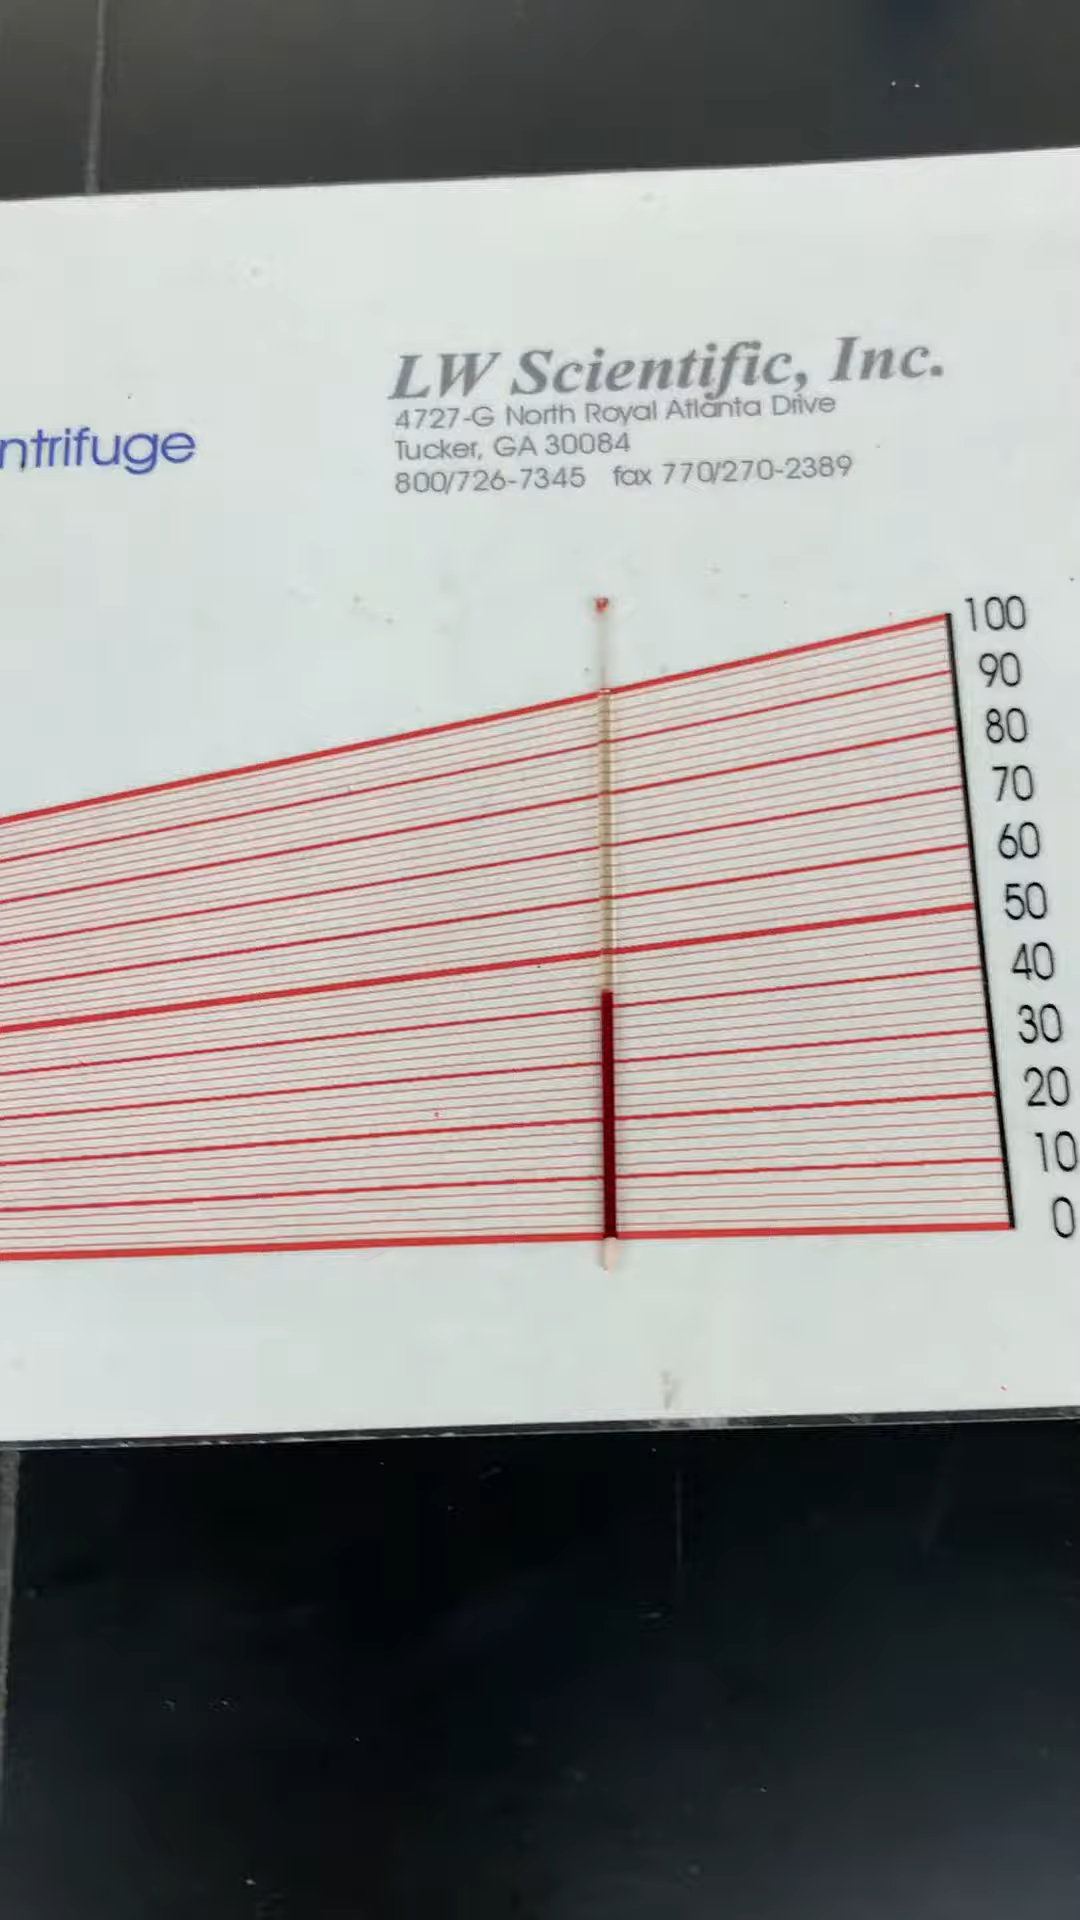 LW Scientific, Inc.
4727-G North Royal Atlanta Drive
Tucker, GA 30084
800/726-7345 fax 770/270-2389
ntrifuge
100
90
80
70
60
50
40
30
20
10
0